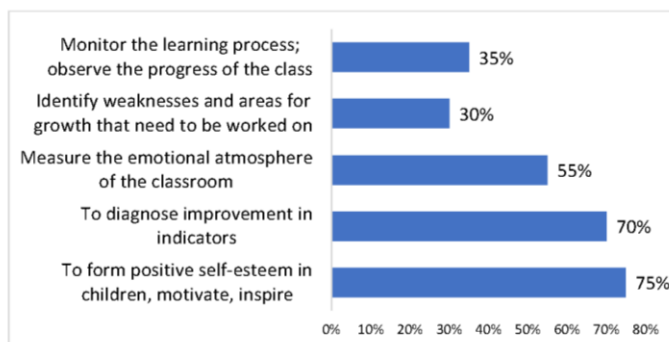 Monitor the learning process;
observe the progress of the class
35%
Identify weaknesses and areas for
growth that need to be worked on
30%
Measure the emotional atmosphere
of the classroom
55%
To diagnose improvement in
indicators
70%
To form positive self-esteem in
children, motivate, inspire
75%
0% 10% 20% 30% 40% 50% 60% 70% 80%